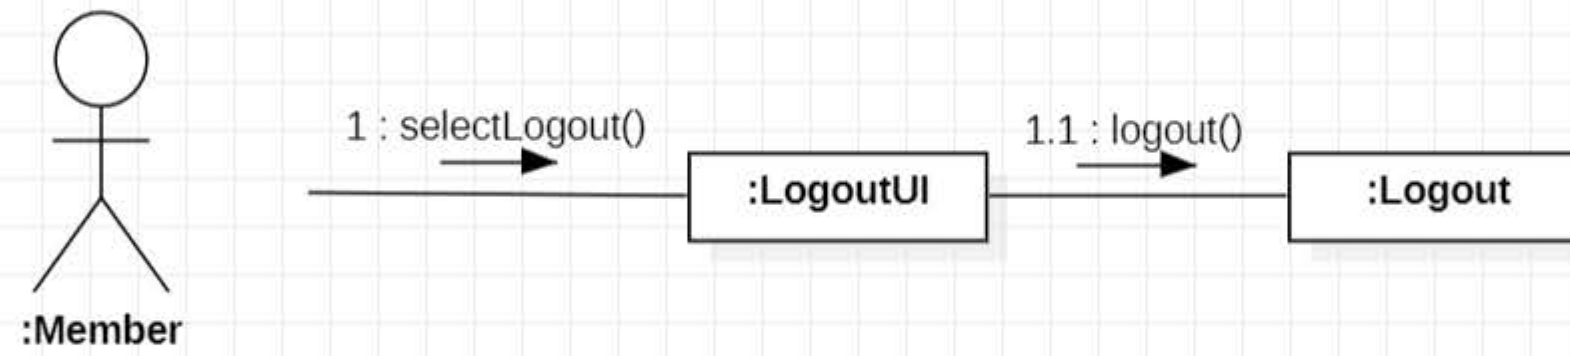 1 : selectLogout()
1.1 : logout()
:LogoutUI
:Logout
:Member